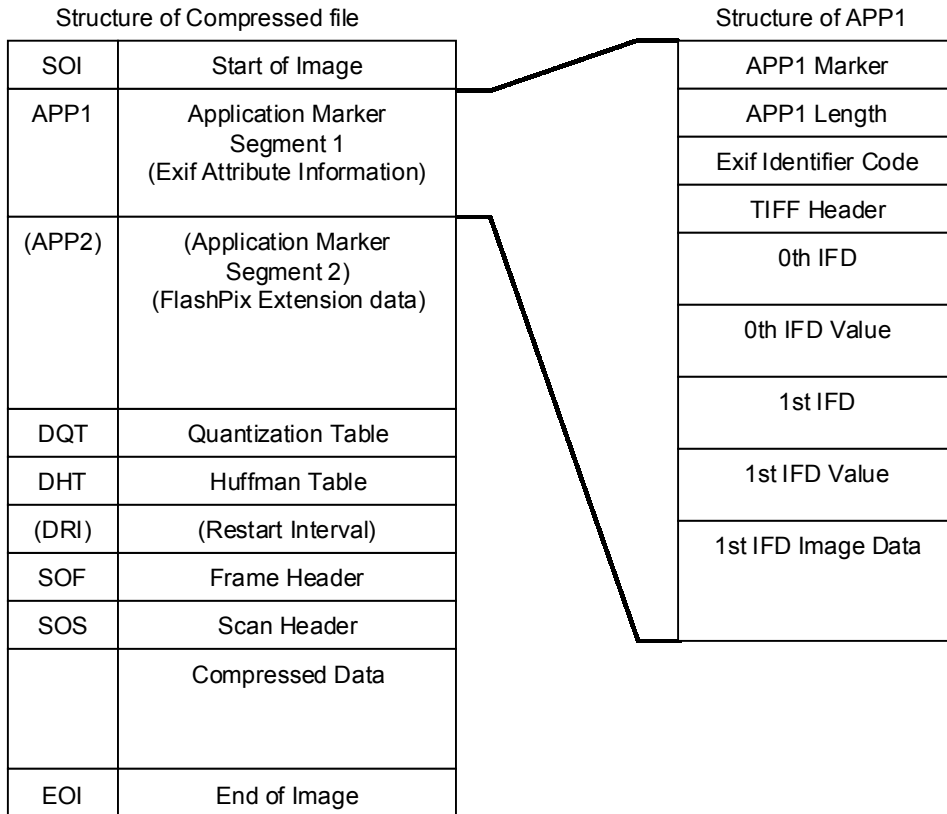 Structure of Compressed file
SOI Start of Image
APP1 Application Marker
Segment 1
(Exif Attribute Information)
(APP2) (Application Marker
Segment 2)
(FlashPix Extension data)
DQT Quantization Table
DHT Huffman Table
(DRI) (Restart Interval)
SOF Frame Header
SOS Scan Header
Compressed Data
EOI End of Image
Structure of APP1
APP1 Marker
APP1 Length
Exif Identifier Code
TIFF Header
0th IFD
0th IFD Value
1st IFD
1st IFD Value
1st IFD Image Data